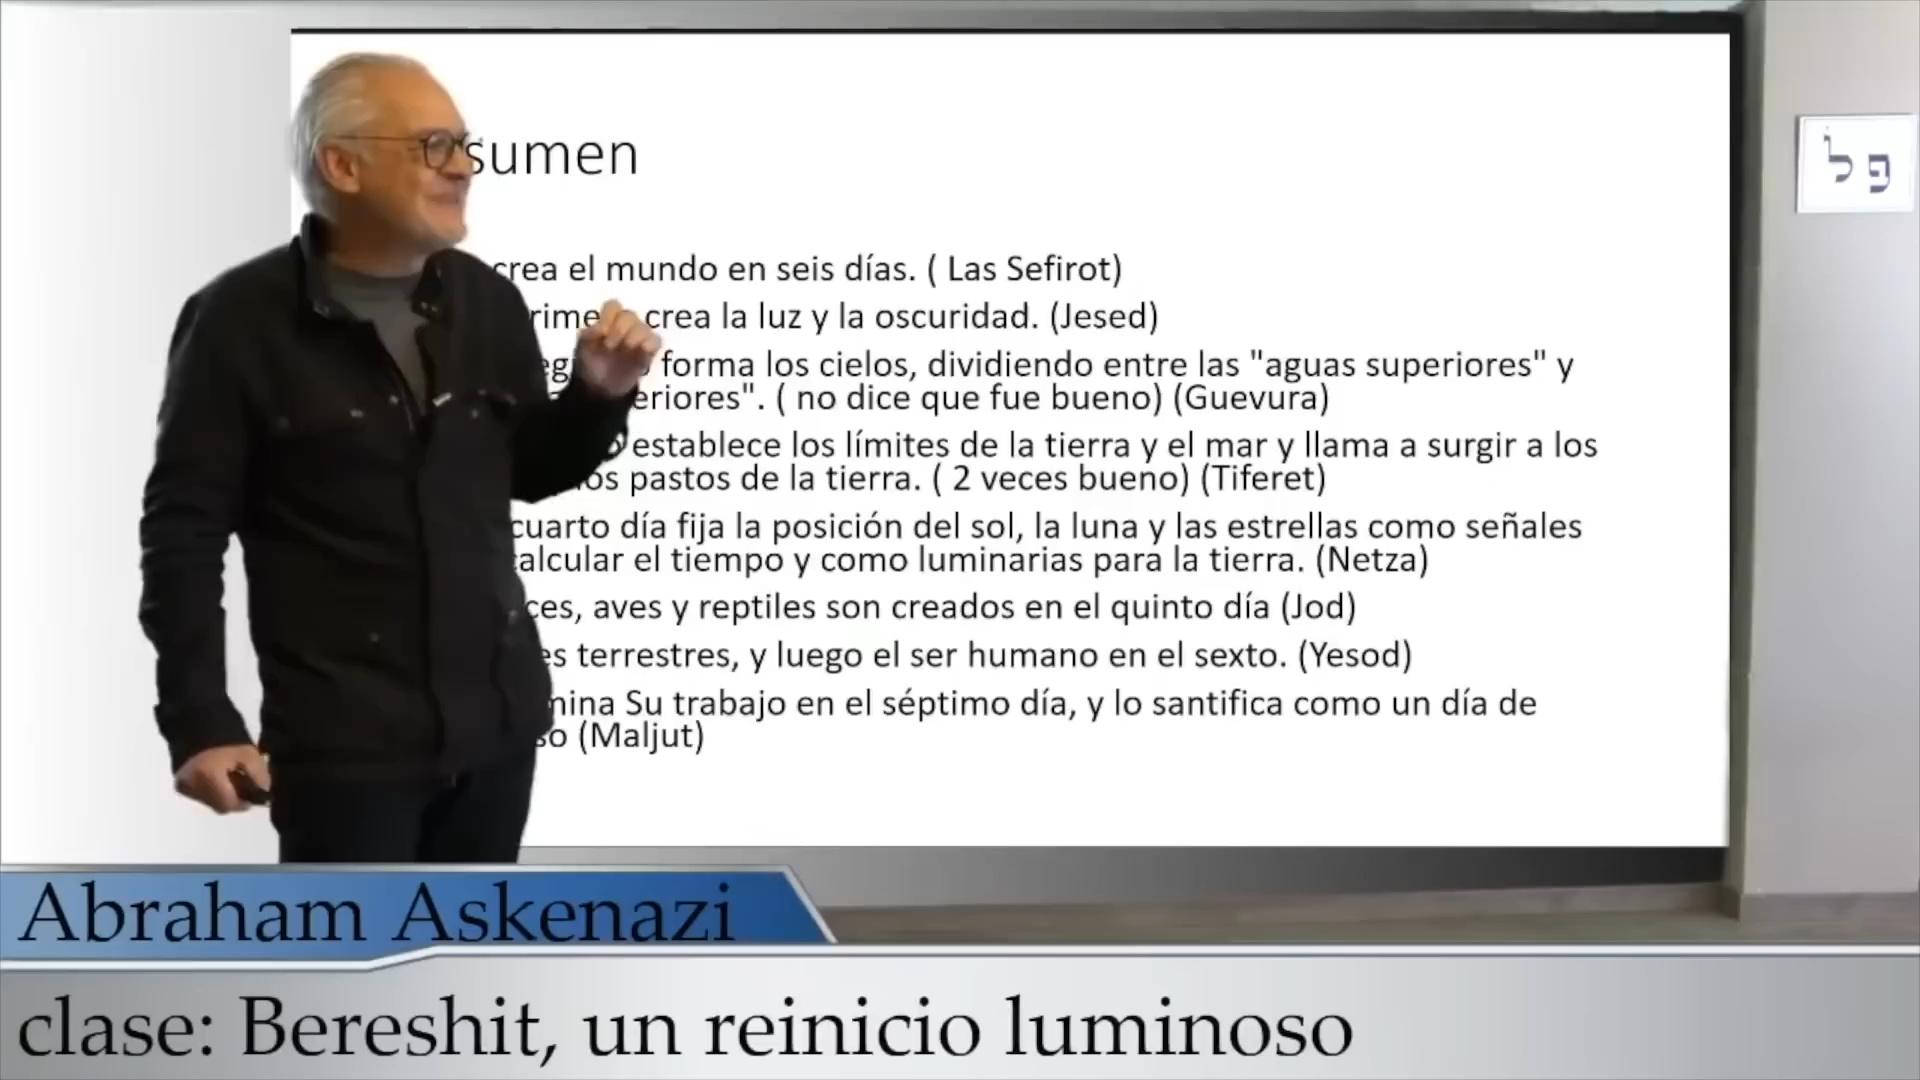 sumen
crea el mundo en seis días. ( Las Sefirot)
crea la luz y la oscuridad. (Jesed)
forma los cielos, dividiendo entre las "aguas superiores" y
eriores". ( no dice que fue bueno) (Guevura)
establece los límites de la tierra y el mar y llama a surgir a los
los pastos de la tierra. ( 2 veces bueno) (Tiferet)
cuarto día fija la posición del sol, la luna y las estrellas como señales
alcular el tiempo y como luminarias para la tierra. (Netza)
ces, aves y reptiles son creados en el quinto día (Jod)
es terrestres, y luego el ser humano en el sexto. (Yesod)
mina Su trabajo en el séptimo día, y lo santifica como un día de
so (Maljut)
Abraham Askenazi
clase: Bereshit, un reinicio luminoso